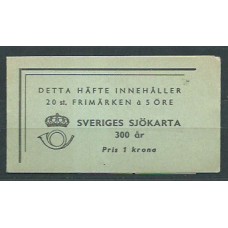 DETTA HÄFTE INNEHÅLLER
20 st. FRIMÄRKEN à 5 ÖRE
SVERIGES SJÖKARTA
300 år
Pris 1 krona